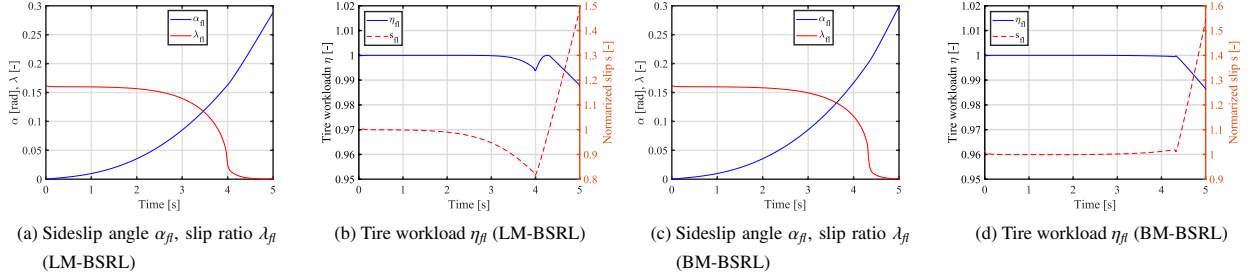 0.3
0.25
0.2
0.15
0.1
0.05
0
α [rad], λ [-]
α_fl
λ_fl
0 1 2 3 4 5
Time [s]
(a) Sideslip angle α_fl, slip ratio λ_fl
(LM-BSRL)
1.02
1.01
1
0.99
0.98
0.97
0.96
0.95
Tire workloadn η [-]
η_fl
s_fl
1.5
1.4
1.3
1.2
1.1
1
0.9
0.8
Normarized slip s [-]
0 1 2 3 4 5
Time [s]
(b) Tire workload η_fl (LM-BSRL)
0.3
0.25
0.2
0.15
0.1
0.05
0
α [rad], λ [-]
α_fl
λ_fl
0 1 2 3 4 5
Time [s]
(c) Sideslip angle α_fl, slip ratio λ_fl
(BM-BSRL)
1.02
1.01
1
0.99
0.98
0.97
0.96
0.95
Tire workloadn η [-]
η_fl
s_fl
1.6
1.5
1.4
1.3
1.2
1.1
1
0.9
Normarized slip s [-]
0 1 2 3 4 5
Time [s]
(d) Tire workload η_fl (BM-BSRL)